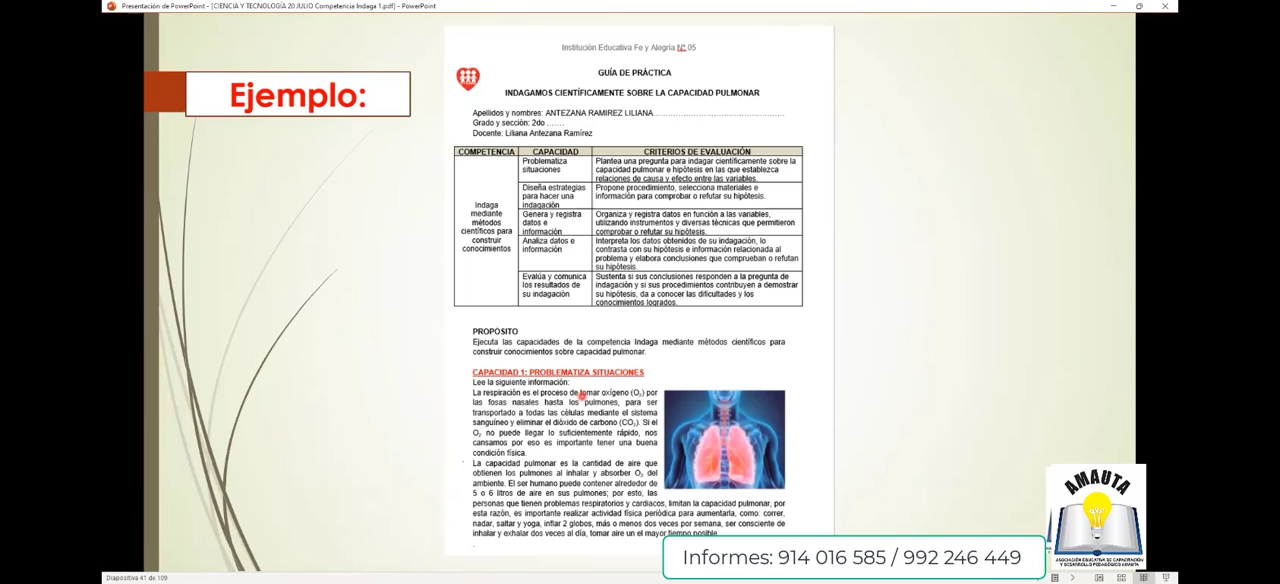 Presentación de PowerPoint - [CIENCIA Y TECNOLOGÍA 20 JULIO Competencia Indaga 1.pdf] - PowerPoint
Ejemplo:
Institución Educativa Fe y Alegría Nº 05
GUÍA DE PRÁCTICA
INDAGAMOS CIENTÍFICAMENTE SOBRE LA CAPACIDAD PULMONAR
Apellidos y nombres: ANTEZANA RAMIREZ LILIANA
Grado y sección: 2do .......
Docente: Liliana Antezana Ramírez
COMPETENCIA CAPACIDAD CRITERIOS DE EVALUACIÓN
Indaga
mediante
métodos
científicos para
construir
conocimientos
Problematiza
situaciones
Plantea una pregunta para indagar científicamente sobre la
capacidad pulmonar e hipótesis en las que establezca
relaciones de causa y efecto entre las variables.
Diseña estrategias
para hacer una
indagación
Propone procedimiento, selecciona materiales e
información para comprobar o refutar su hipótesis.
Genera y registra
datos e
información
Organiza y registra datos en función a las variables,
utilizando instrumentos y diversas técnicas que permitieron
comprobar o refutar su hipótesis.
Analiza datos e
información
Interpreta los datos obtenidos de su indagación, lo
contrasta con su hipótesis e información relacionada al
problema y elabora conclusiones que comprueban o refutan
su hipótesis.
Evalúa y comunica
los resultados de
su indagación
Sustenta si sus conclusiones responden a la pregunta de
indagación y si sus procedimientos contribuyen a demostrar
su hipótesis, da a conocer las dificultades y los
conocimientos logrados.
PROPÓSITO
Ejecuta las capacidades de la competencia Indaga mediante métodos científicos para
construir conocimientos sobre capacidad pulmonar.
CAPACIDAD 1: PROBLEMATIZA SITUACIONES
Lee la siguiente información:
La respiración es el proceso de tomar oxígeno (O₂) por
las fosas nasales hasta los pulmones, para ser
transportado a todas las células mediante el sistema
sanguíneo y eliminar el dióxido de carbono (CO₂). Si el
O₂ no puede llegar lo suficientemente rápido, nos
cansamos por eso es importante tener una buena
condición física.
La capacidad pulmonar es la cantidad de aire que
obtienen los pulmones al inhalar y absorber O₂ del
ambiente. El ser humano puede contener alrededor de
5 o 6 litros de aire en sus pulmones; por esto, las
personas que tienen problemas respiratorios y cardiacos, limitan la capacidad pulmonar, por
esta razón, es importante realizar actividad física periódica para aumentarla, como: correr,
nadar, saltar y yoga, inflar 2 globos, más o menos dos veces por semana, ser consciente de
inhalar y exhalar dos veces al día, tomar aire un el mayor tiempo posible.
Informes: 914 016 585 / 992 246 449
AMAUTA
ASOCIACIÓN EDUCATIVA DE CAPACITACIÓN
Y DESARROLLO PEDAGÓGICO AMAUTA
Diapositiva 41 de 109